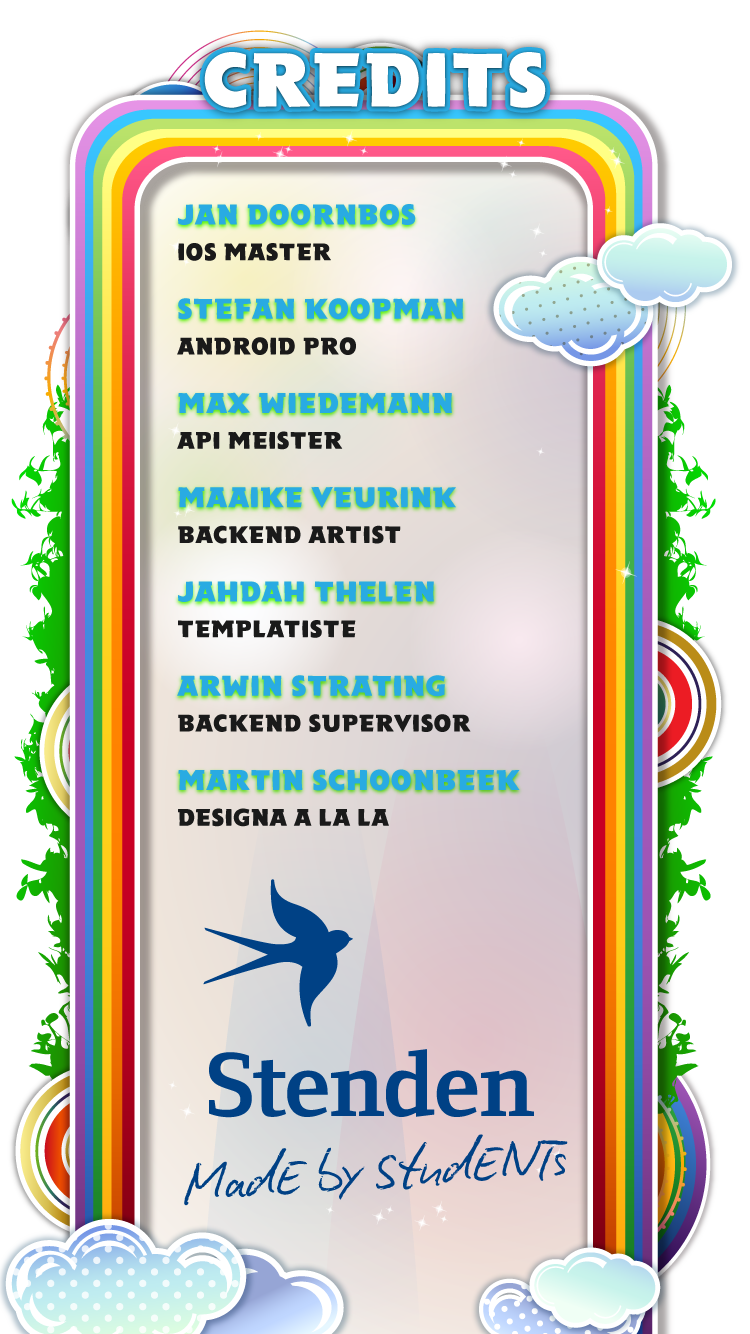 CREDITS
JAN DOORNBOS
IOS MASTER
STEFAN KOOPMAN
ANDROID PRO
MAX WIEDEMANN
API MEISTER
MAAIKE VEURINK
BACKEND ARTIST
JAHDAH THELEN
TEMPLATISTE
ARWIN STRATING
BACKEND SUPERVISOR
MARTIN SCHOONBEEK
DESIGNA A LA LA
Stenden
MadE by StudENTs